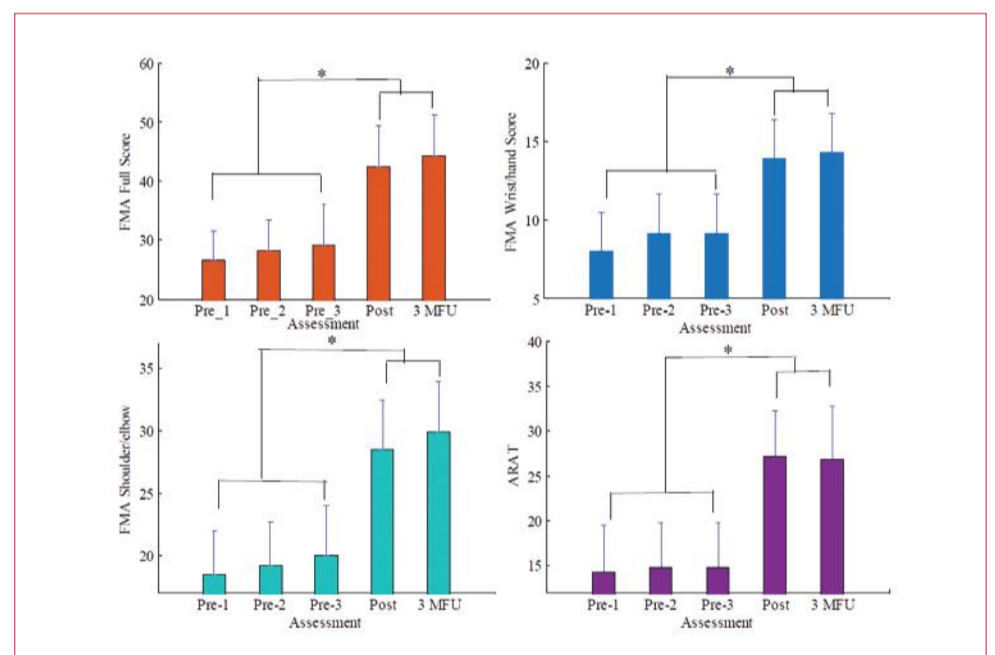 FMA Full Score
60
50
40
30
20
*
Pre_1 Pre_2 Pre_3 Post 3 MFU
Assessment
FMA Wrist/hand Score
20
15
10
5
*
Pre-1 Pre-2 Pre-3 Post 3 MFU
Assessment
FMA Shoulder/elbow
35
30
25
20
*
Pre-1 Pre-2 Pre-3 Post 3 MFU
Assessment
ARAT
40
35
30
25
20
15
*
Pre-1 Pre-2 Pre-3 Post 3 MFU
Assessment